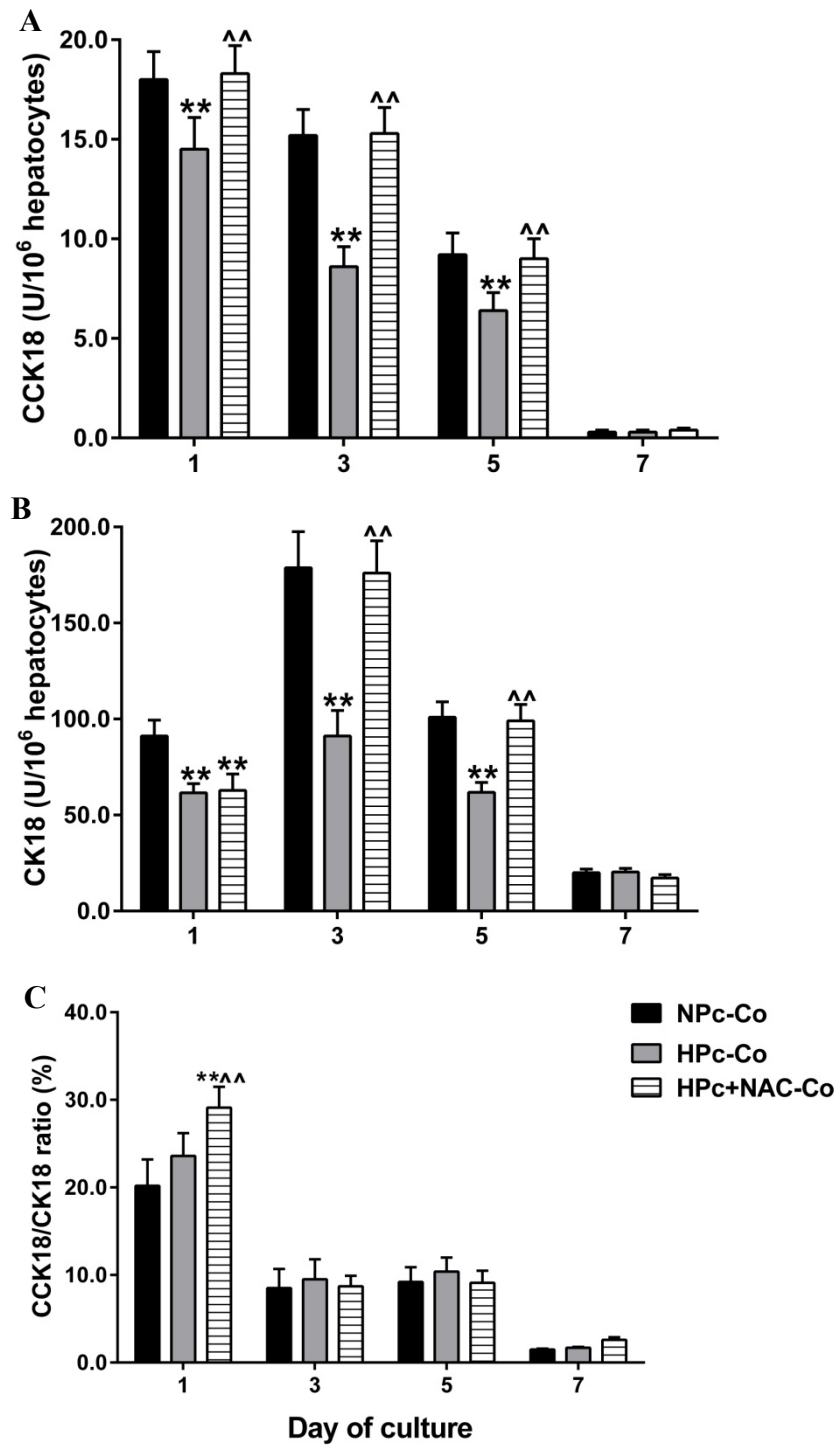 A
CCK18 (U/10⁶ hepatocytes)
20.0
15.0
10.0
5.0
0.0
** ^^
** ^^
** ^^
1 3 5 7
B
CK18 (U/10⁶ hepatocytes)
200.0
150.0
100.0
50.0
0.0
** **
** ^^
** ^^
1 3 5 7
C
CCK18/CK18 ratio (%)
40.0
30.0
20.0
10.0
0.0
**^^
1 3 5 7
Day of culture
NPc-Co
HPc-Co
HPc+NAC-Co